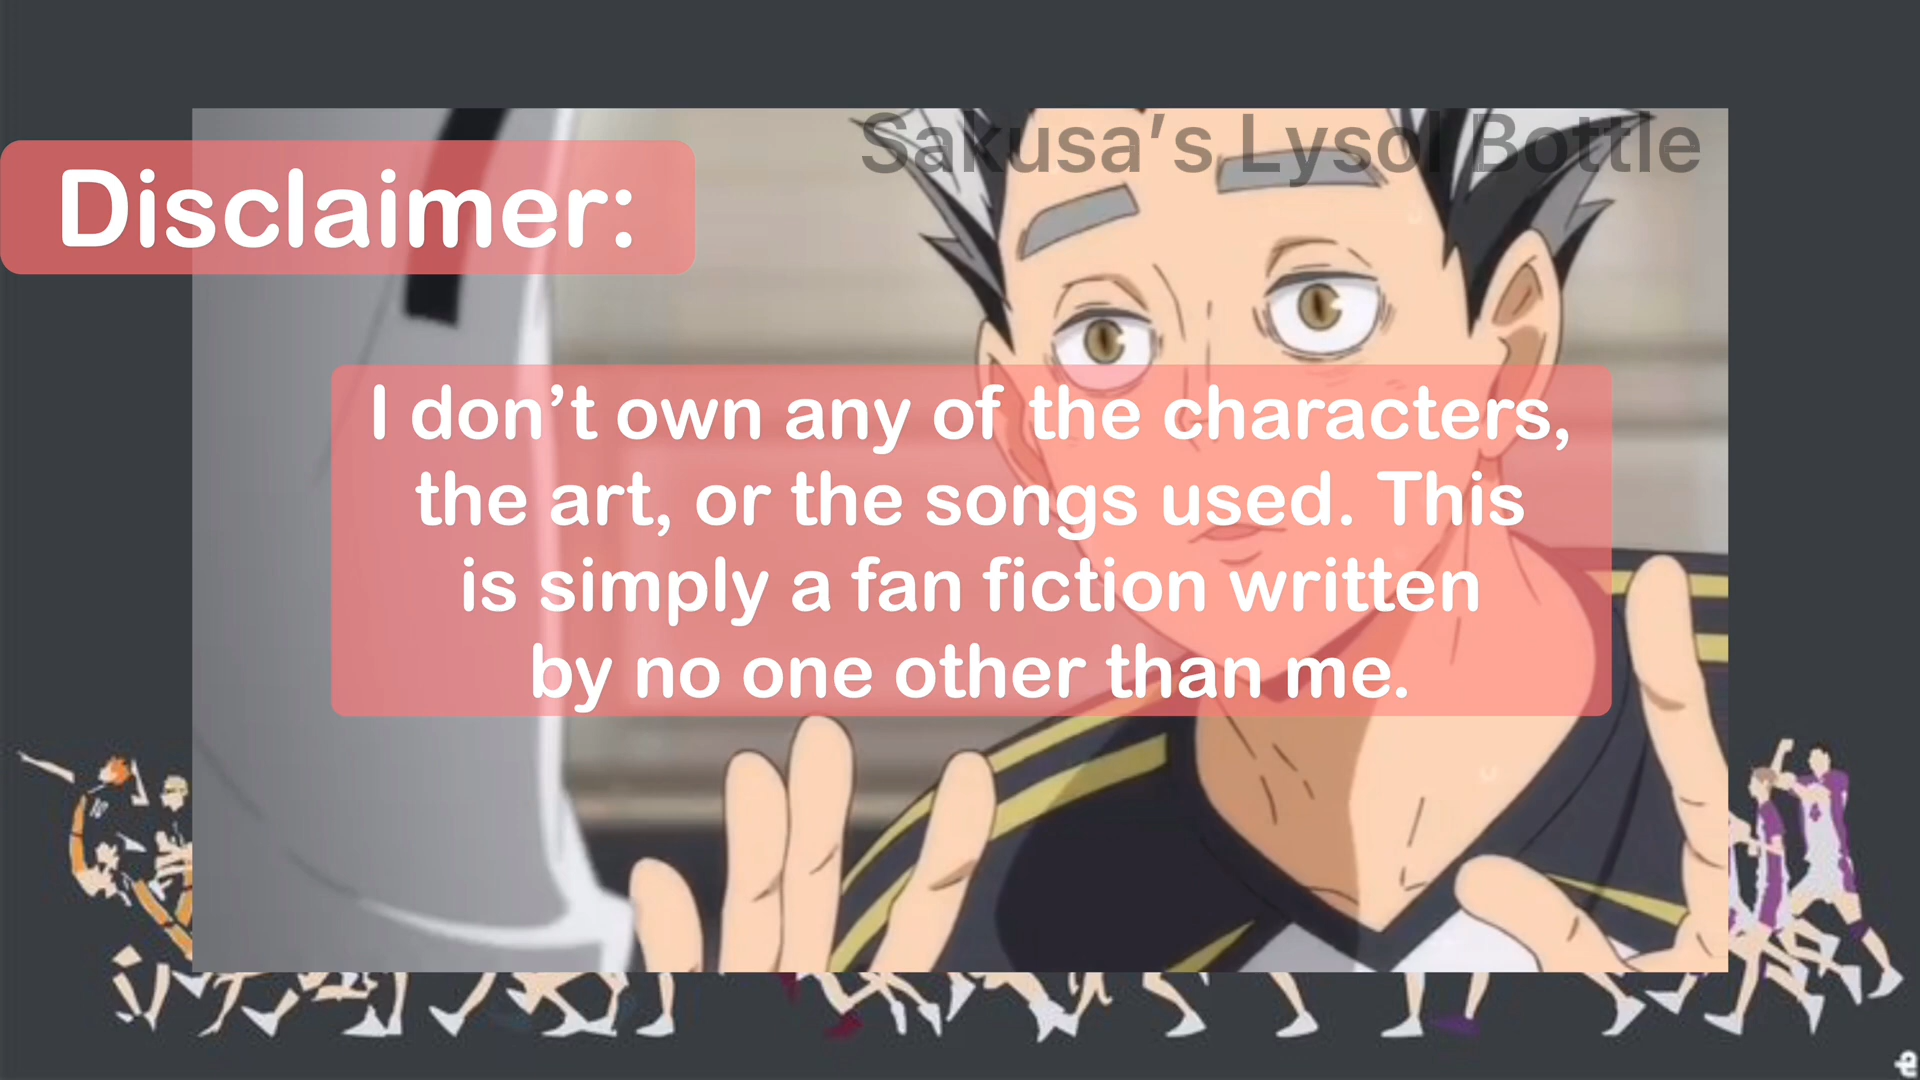 Sakusa’s Lysol Bottle
Disclaimer:
I don’t own any of the characters,
the art, or the songs used. This
is simply a fan fiction written
by no one other than me.